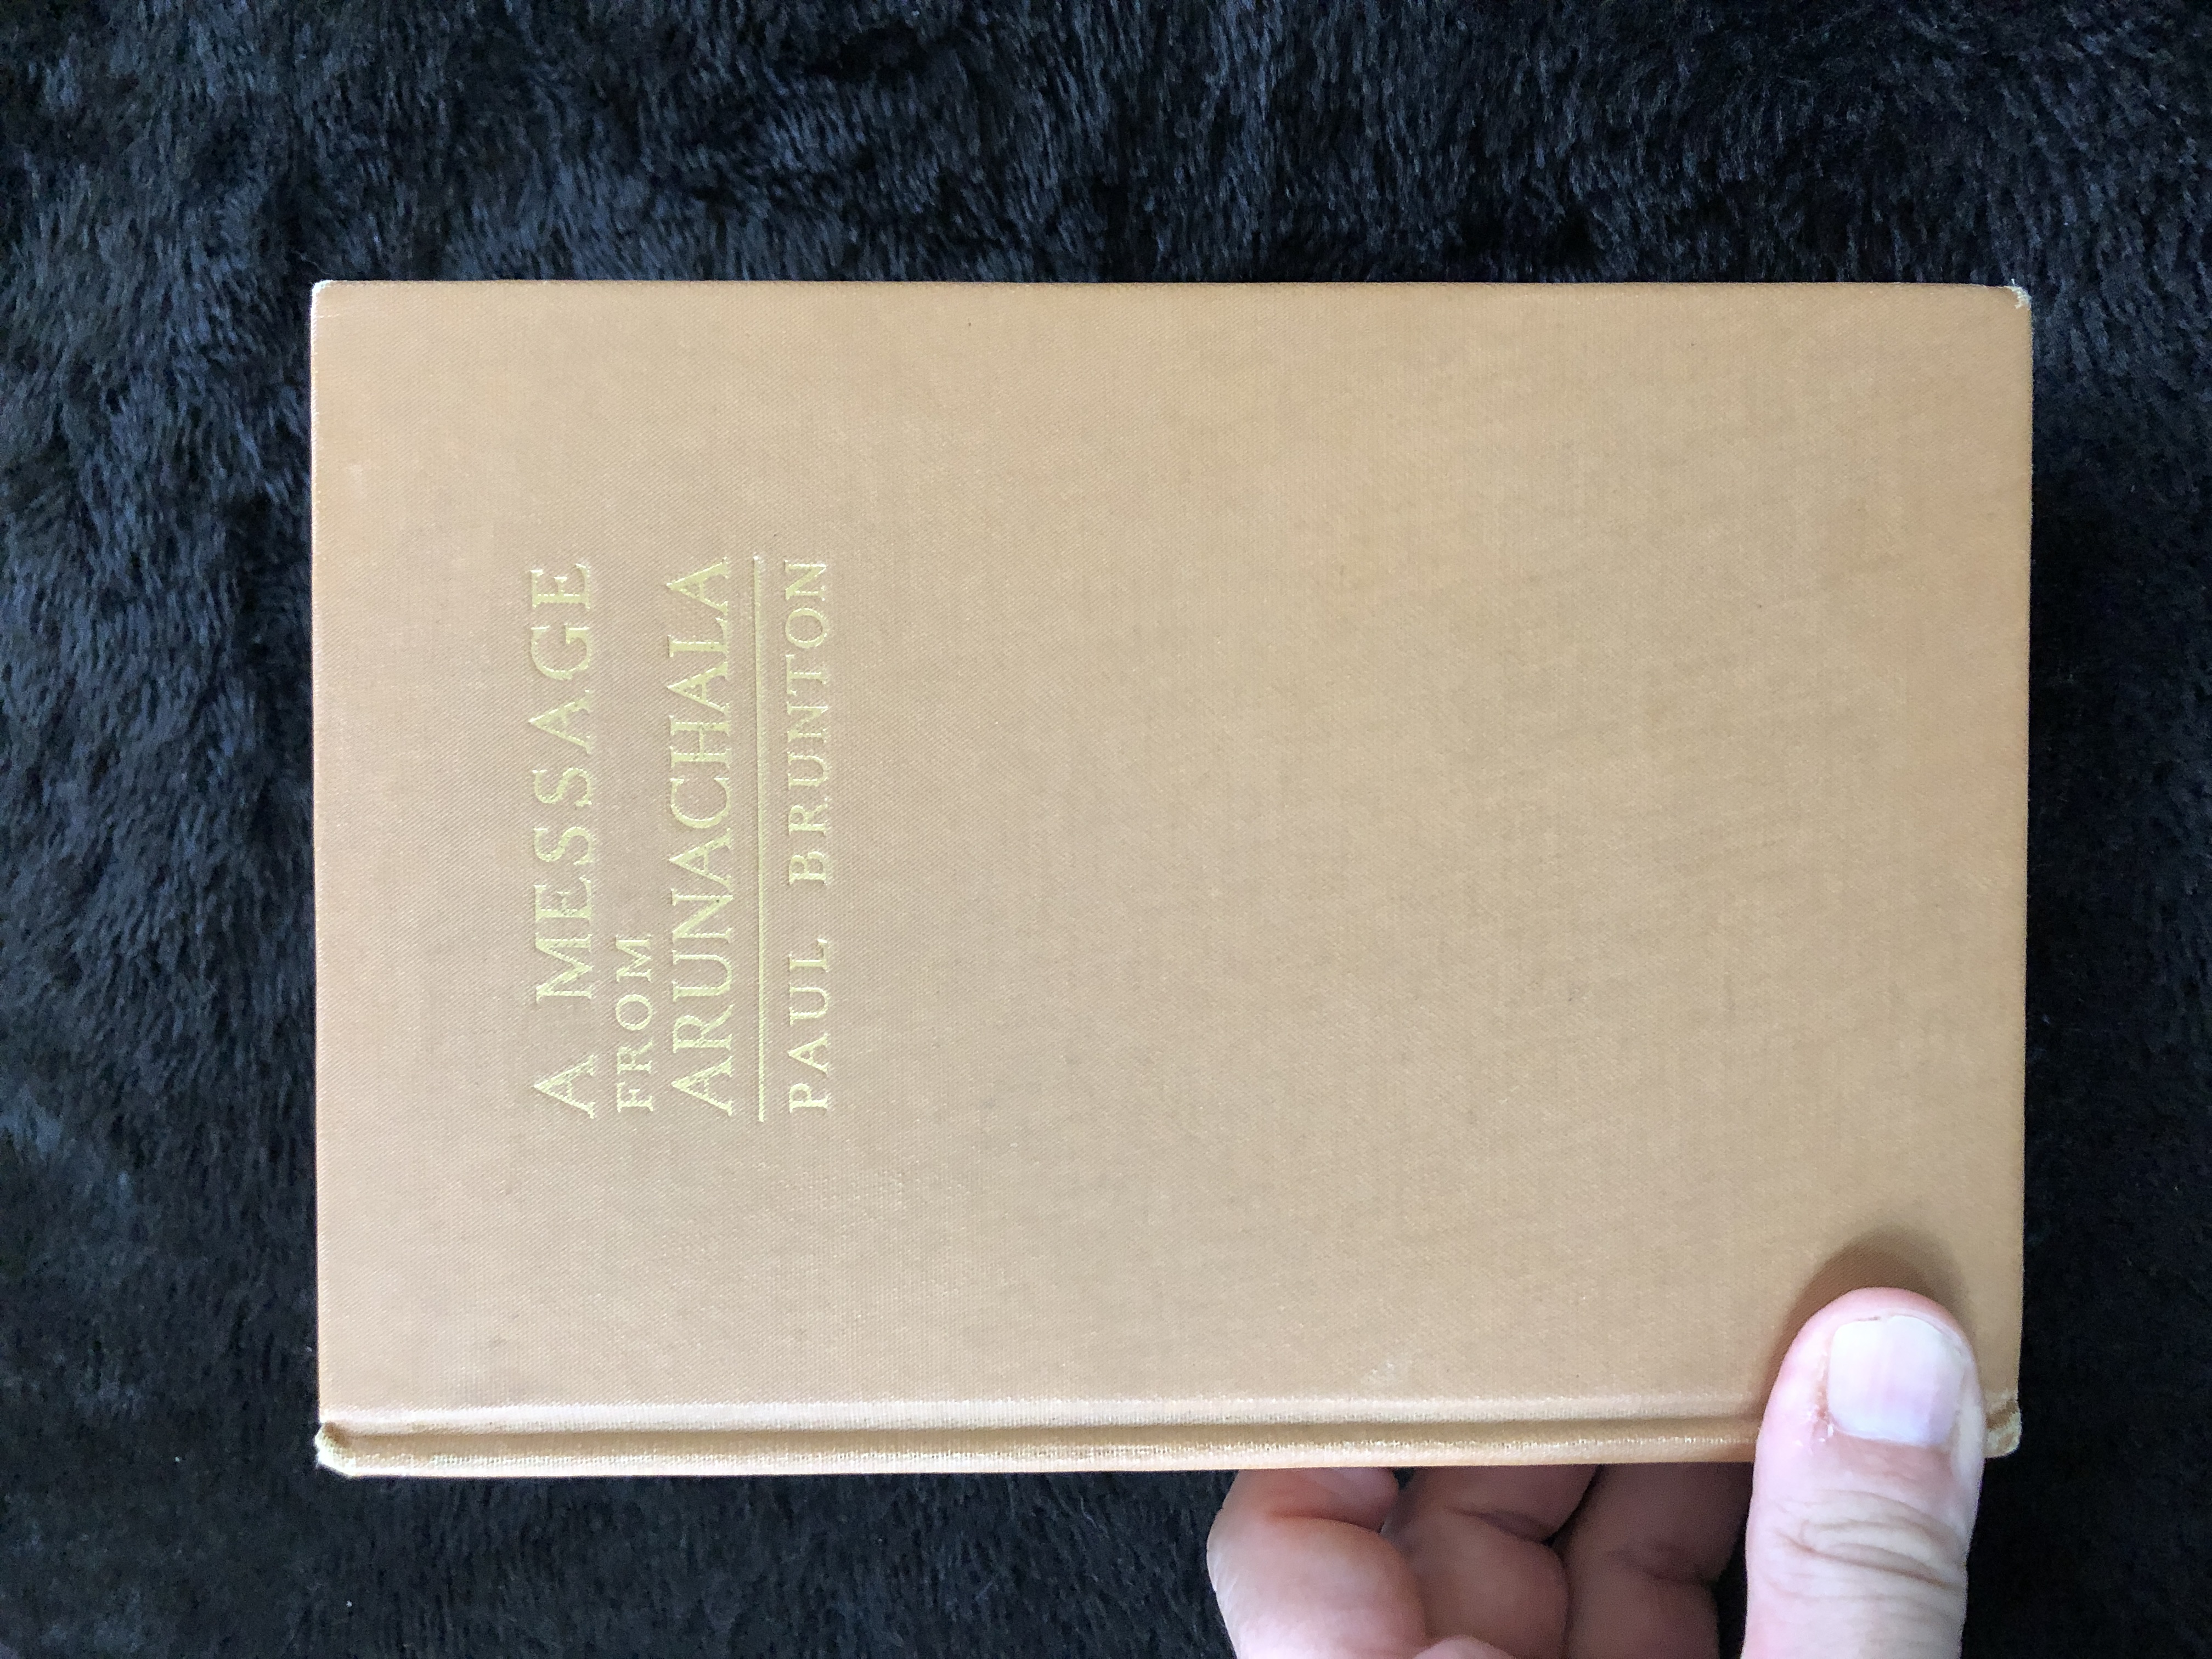 A MESSAGE
FROM
ARUNACHALA
PAUL BRUNTON